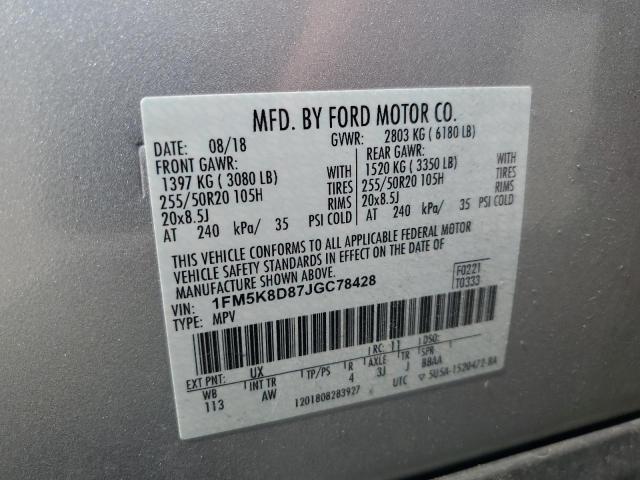 MFD. BY FORD MOTOR CO.
DATE: 08/18 GVWR: 2803 KG ( 6180 LB)
FRONT GAWR: REAR GAWR:
1397 KG ( 3080 LB) WITH 1520 KG ( 3350 LB) WITH
255/50R20 105H TIRES 255/50R20 105H TIRES
20x8.5J RIMS 20x8.5J RIMS
AT 240 kPa/ 35 PSI COLD AT 240 kPa/ 35 PSI COLD
THIS VEHICLE CONFORMS TO ALL APPLICABLE FEDERAL MOTOR
VEHICLE SAFETY STANDARDS IN EFFECT ON THE DATE OF
MANUFACTURE SHOWN ABOVE.
VIN: 1FM5K8D87JGC78428 F0221
TYPE: MPV T0333
EXT PNT: UX RC: 11 DSO:
WB INT TR TP/PS R AXLE TR SPR
113 AW 4 3J J BBAA
1201808283927 UTC 5U5A-1520472-BA